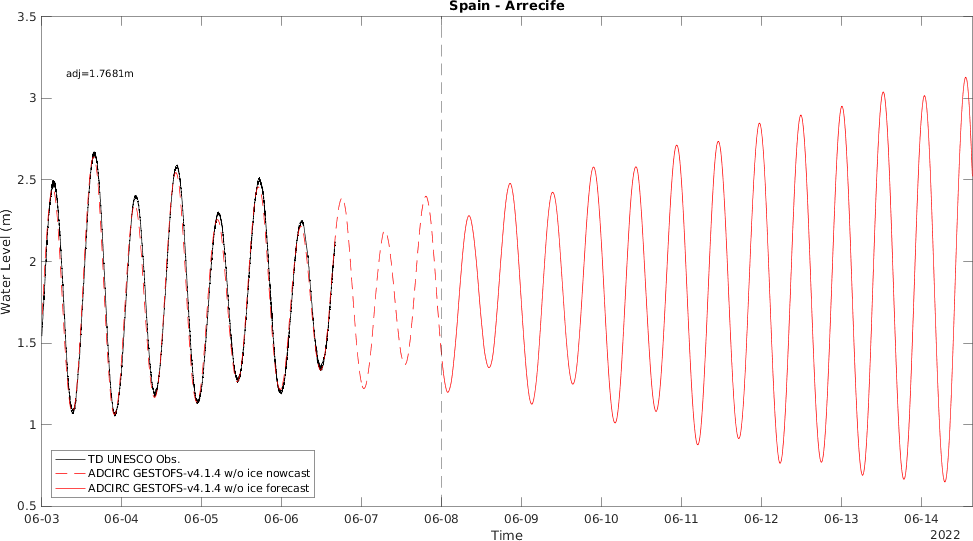 Spain - Arrecife
3.5
3
2.5
2
1.5
1
0.5
Water Level (m)
adj=1.7681m
TD UNESCO Obs.
ADCIRC GESTOFS-v4.1.4 w/o ice nowcast
ADCIRC GESTOFS-v4.1.4 w/o ice forecast
06-03 06-04 06-05 06-06 06-07 06-08 06-09 06-10 06-11 06-12 06-13 06-14
Time
2022